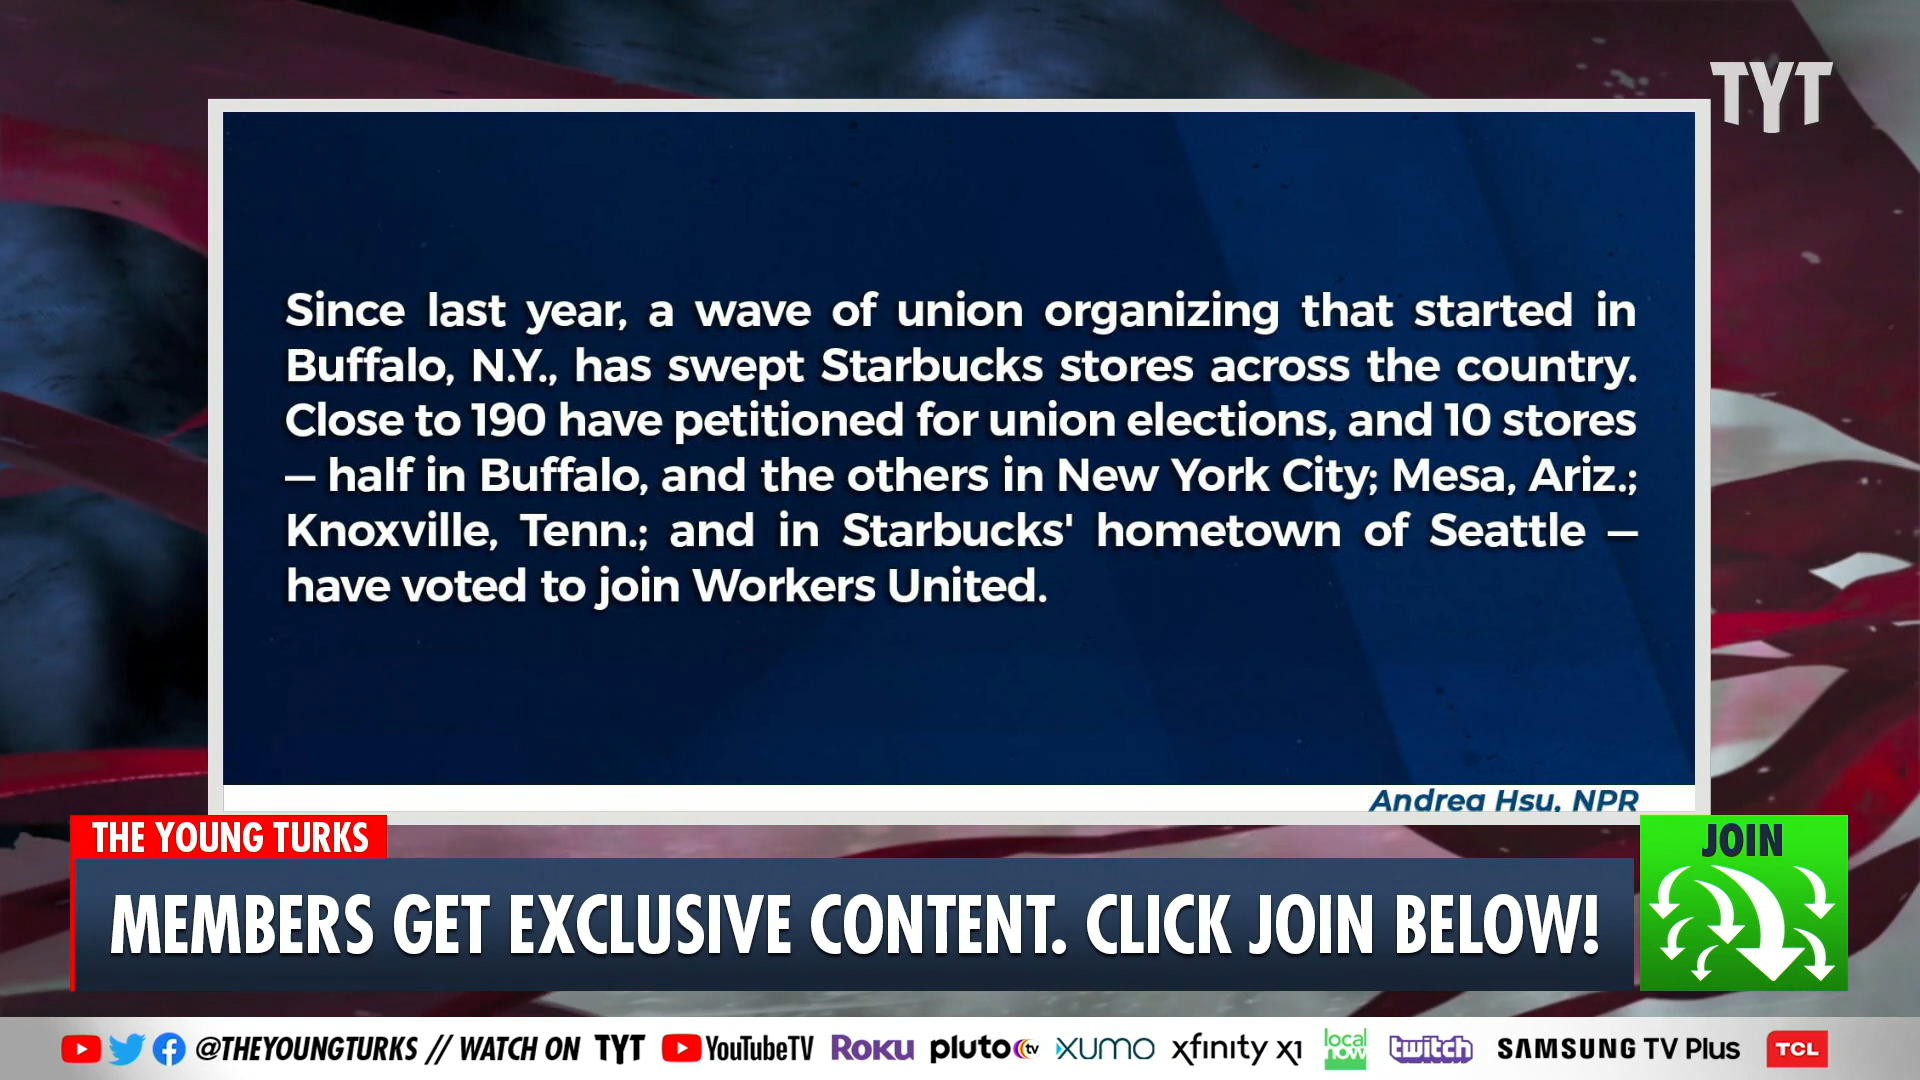 TYT
Since last year, a wave of union organizing that started in
Buffalo, N.Y., has swept Starbucks stores across the country.
Close to 190 have petitioned for union elections, and 10 stores
— half in Buffalo, and the others in New York City; Mesa, Ariz.;
Knoxville, Tenn.; and in Starbucks' hometown of Seattle —
have voted to join Workers United.
Andrea Hsu, NPR
THE YOUNG TURKS
JOIN
MEMBERS GET EXCLUSIVE CONTENT. CLICK JOIN BELOW!
@THEYOUNGTURKS // WATCH ON TYT YouTubeTV ROKU pluto tv XUMO xfinity x1 local now twitch SAMSUNG TV Plus TCL